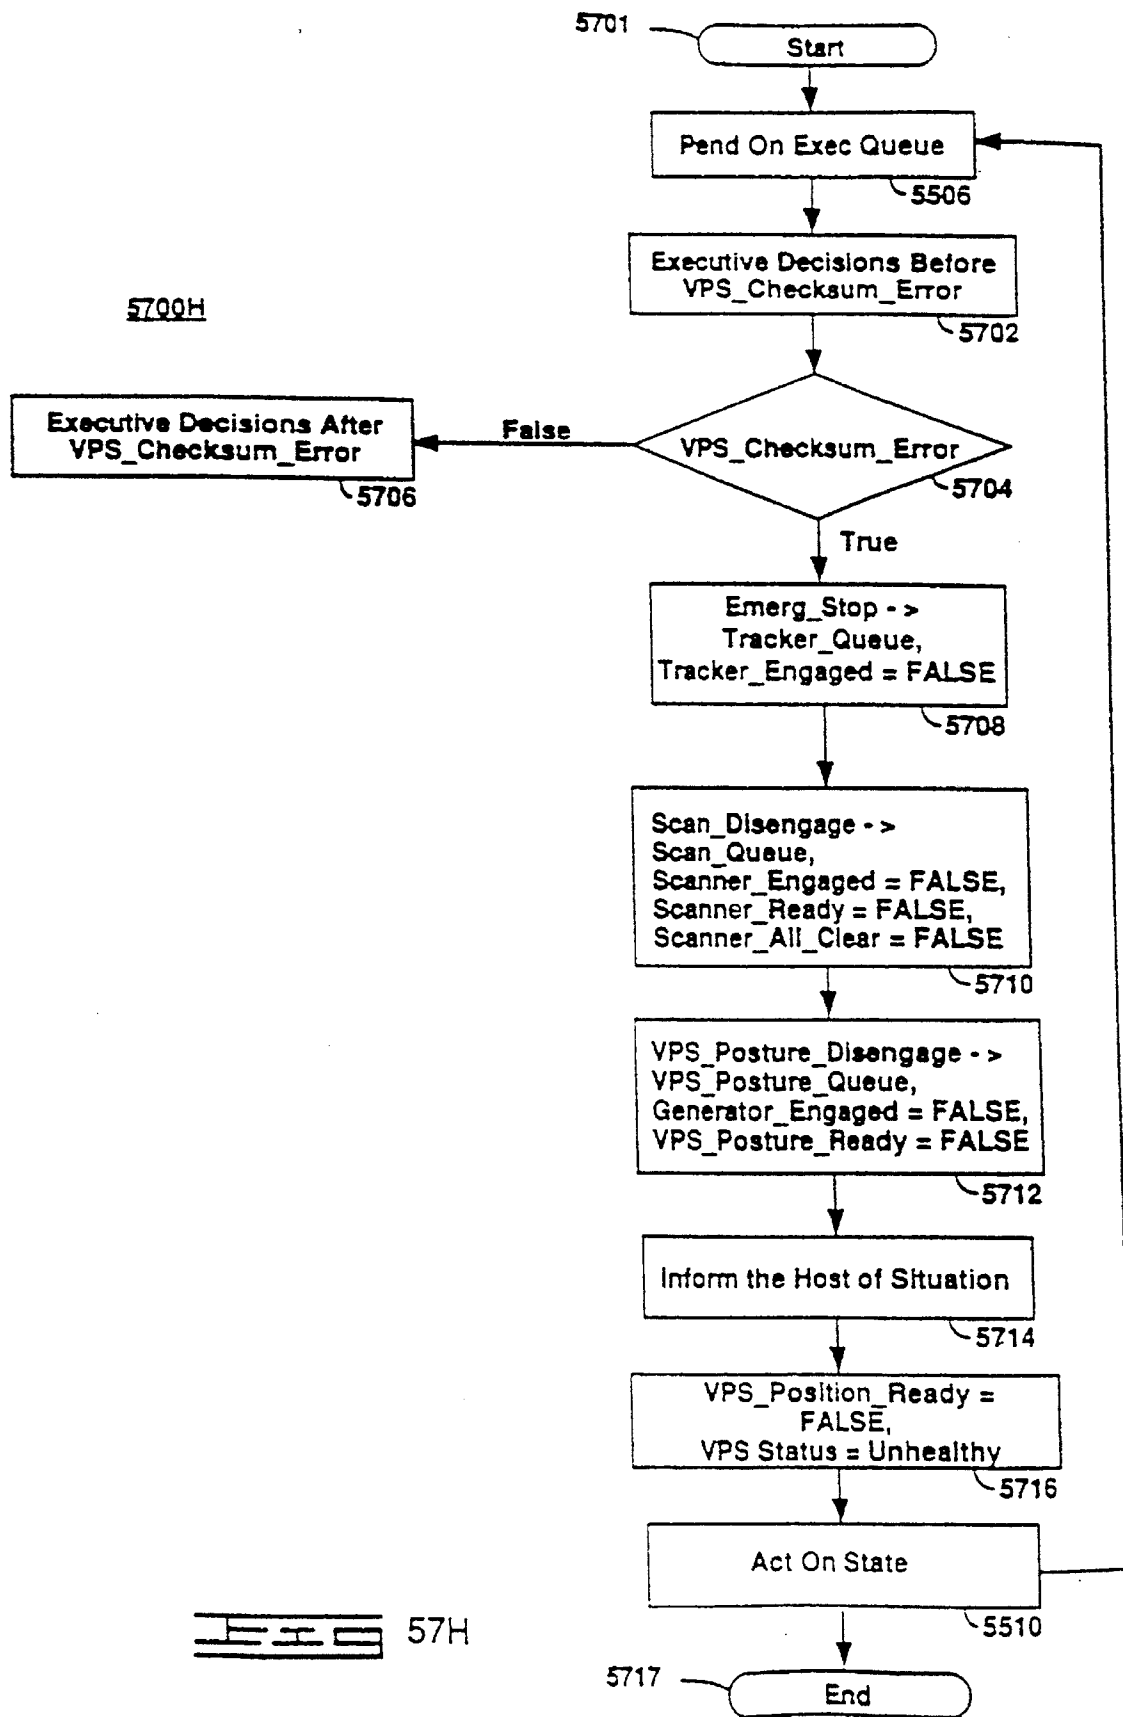 5701
Start
Pend On Exec Queue
5506
Executive Decisions Before
VPS_Checksum_Error
5702
5700H
Executive Decisions After
VPS_Checksum_Error
5706
False
VPS_Checksum_Error
5704
True
Emerg_Stop ->
Tracker_Queue,
Tracker_Engaged = FALSE
5708
Scan_Disengage ->
Scan_Queue,
Scanner_Engaged = FALSE,
Scanner_Ready = FALSE,
Scanner_All_Clear = FALSE
5710
VPS_Posture_Disengage ->
VPS_Posture_Queue,
Generator_Engaged = FALSE,
VPS_Posture_Ready = FALSE
5712
Inform the Host of Situation
5714
VPS_Position_Ready =
FALSE,
VPS Status = Unhealthy
5716
Act On State
5510
57H
5717
End